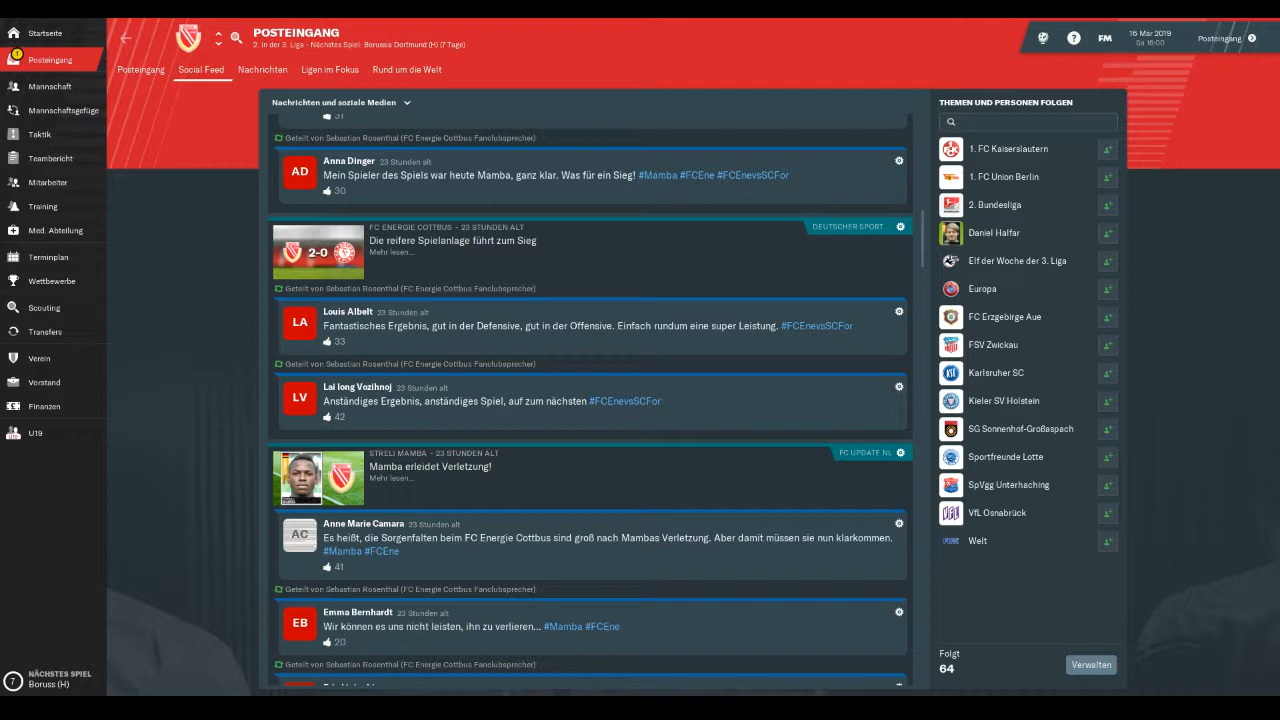 Startseite
1
Posteingang
Mannschaft
Mannschaftsgefüge
Taktik
Teambericht
Mitarbeiter
Training
Med. Abteilung
Terminplan
Wettbewerbe
Scouting
Transfers
Verein
Vorstand
Finanzen
U19
U19
NÄCHSTES SPIEL
7
Boruss (H)
POSTEINGANG
2. in der 3. Liga - Nächstes Spiel: Borussia Dortmund (H) (7 Tage)
? FM
16 Mar 2019
Sa 16:00
Posteingang
Posteingang Social Feed Nachrichten Ligen im Fokus Rund um die Welt
Nachrichten und soziale Medien
31
Geteilt von Sebastian Rosenthal (FC Energie Cottbus Fanclubsprecher)
AD
Anna Dinger 23 Stunden alt
Mein Spieler des Spiels war heute Mamba, ganz klar. Was für ein Sieg! #Mamba #FCEne #FCEnevsSCFor
30
FC ENERGIE COTTBUS - 23 STUNDEN ALT
DEUTSCHER SPORT...
Die reifere Spielanlage führt zum Sieg
2-0
Mehr lesen...
Geteilt von Sebastian Rosenthal (FC Energie Cottbus Fanclubsprecher)
LA
Louis Albelt 23 Stunden alt
Fantastisches Ergebnis, gut in der Defensive, gut in der Offensive. Einfach rundum eine super Leistung. #FCEnevsSCFor
33
Geteilt von Sebastian Rosenthal (FC Energie Cottbus Fanclubsprecher)
LV
Lai Iong Vozihnoj 23 Stunden alt
Anständiges Ergebnis, anständiges Spiel, auf zum nächsten #FCEnevsSCFor
42
STRELI MAMBA - 23 STUNDEN ALT
FC UPDATE.NL
Mamba erleidet Verletzung!
Mehr lesen...
AC
Anne Marie Camara 23 Stunden alt
Es heißt, die Sorgenfalten beim FC Energie Cottbus sind groß nach Mambas Verletzung. Aber damit müssen sie nun klarkommen.
#Mamba #FCEne
41
Geteilt von Sebastian Rosenthal (FC Energie Cottbus Fanclubsprecher)
EB
Emma Bernhardt 23 Stunden alt
Wir können es uns nicht leisten, ihn zu verlieren... #Mamba #FCEne
20
Geteilt von Sebastian Rosenthal (FC Energie Cottbus Fanclubsprecher)
THEMEN UND PERSONEN FOLGEN
1. FC Kaiserslautern
1. FC Union Berlin
2. Bundesliga
Daniel Halfar
Elf der Woche der 3. Liga
Europa
FC Erzgebirge Aue
FSV Zwickau
Karlsruher SC
Kieler SV Holstein
SG Sonnenhof-Großaspach
Sportfreunde Lotte
SpVgg Unterhaching
VfL Osnabrück
Welt
Folgt
64
Verwalten